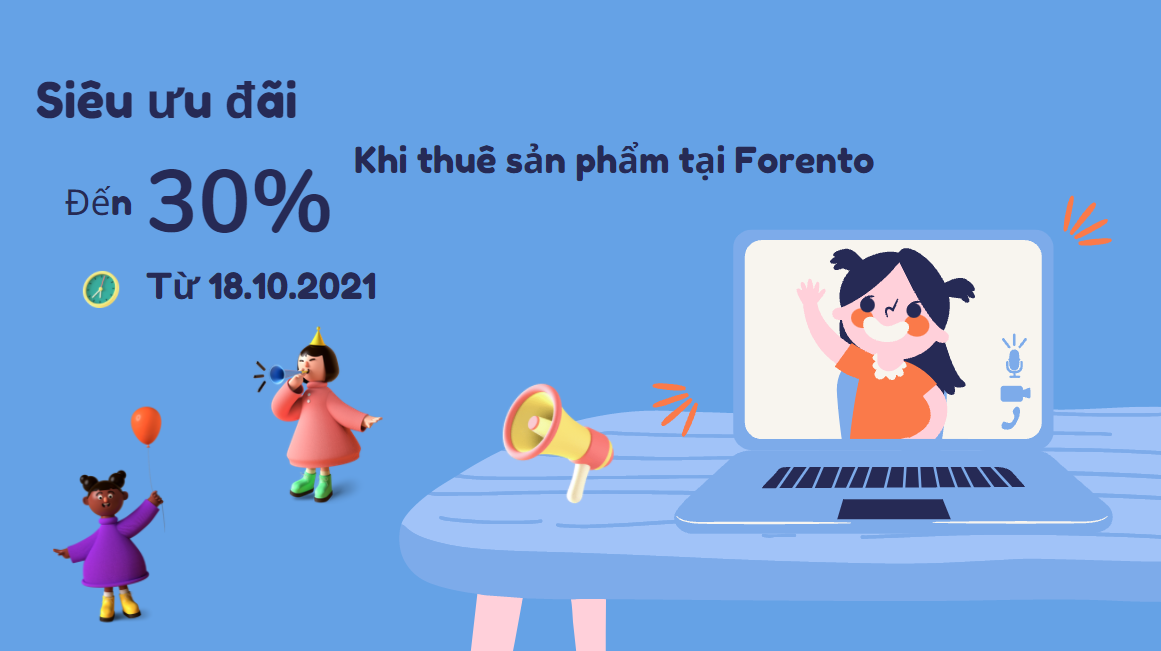 Siêu ưu đãi
Khi thuê sản phẩm tại Forento
Đến 30%
Từ 18.10.2021